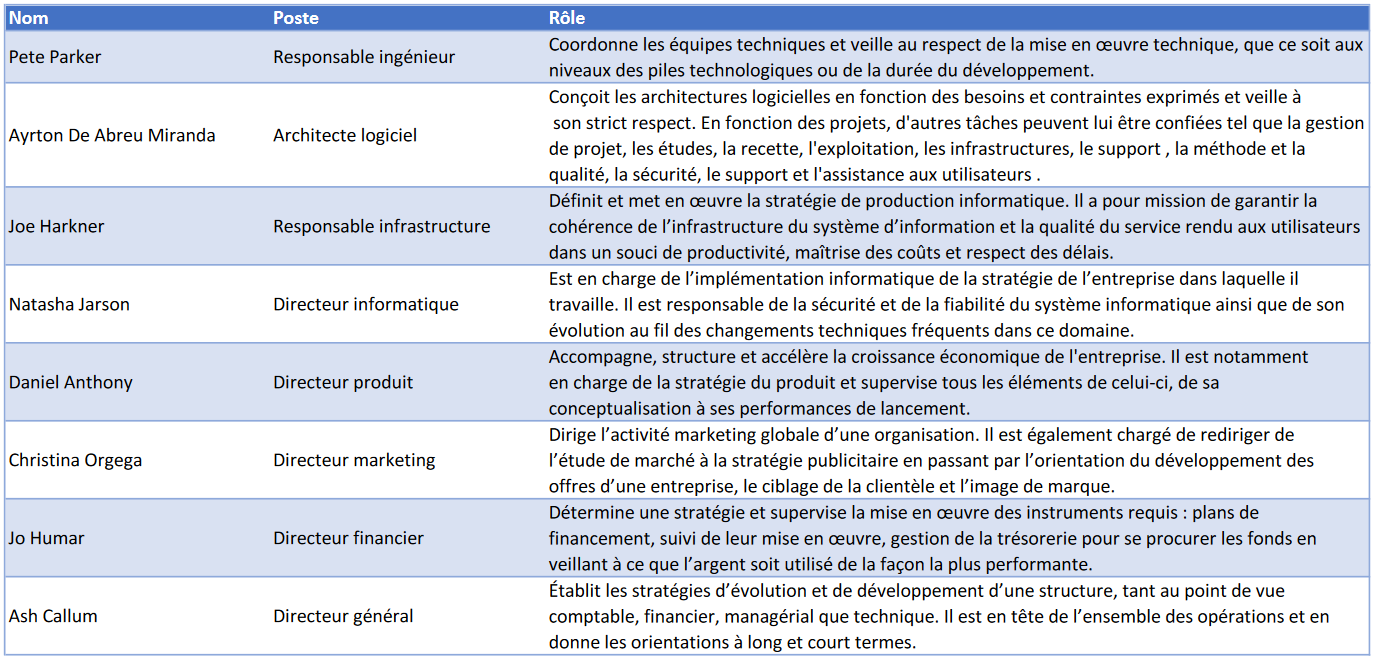 Nom Poste Rôle
Pete Parker Responsable ingénieur Coordonne les équipes techniques et veille au respect de la mise en œuvre technique, que ce soit aux
niveaux des piles technologiques ou de la durée du développement.
Ayrton De Abreu Miranda Architecte logiciel Conçoit les architectures logicielles en fonction des besoins et contraintes exprimés et veille à
son strict respect. En fonction des projets, d'autres tâches peuvent lui être confiées tel que la gestion
de projet, les études, la recette, l'exploitation, les infrastructures, le support , la méthode et la
qualité, la sécurité, le support et l'assistance aux utilisateurs .
Joe Harkner Responsable infrastructure Définit et met en œuvre la stratégie de production informatique. Il a pour mission de garantir la
cohérence de l’infrastructure du système d’information et la qualité du service rendu aux utilisateurs
dans un souci de productivité, maîtrise des coûts et respect des délais.
Natasha Jarson Directeur informatique Est en charge de l’implémentation informatique de la stratégie de l’entreprise dans laquelle il
travaille. Il est responsable de la sécurité et de la fiabilité du système informatique ainsi que de son
évolution au fil des changements techniques fréquents dans ce domaine.
Daniel Anthony Directeur produit Accompagne, structure et accélère la croissance économique de l'entreprise. Il est notamment
en charge de la stratégie du produit et supervise tous les éléments de celui-ci, de sa
conceptualisation à ses performances de lancement.
Christina Orgega Directeur marketing Dirige l’activité marketing globale d’une organisation. Il est également chargé de rediriger de
l’étude de marché à la stratégie publicitaire en passant par l’orientation du développement des
offres d’une entreprise, le ciblage de la clientèle et l’image de marque.
Jo Humar Directeur financier Détermine une stratégie et supervise la mise en œuvre des instruments requis : plans de
financement, suivi de leur mise en œuvre, gestion de la trésorerie pour se procurer les fonds en
veillant à ce que l’argent soit utilisé de la façon la plus performante.
Ash Callum Directeur général Établit les stratégies d’évolution et de développement d’une structure, tant au point de vue
comptable, financier, managérial que technique. Il est en tête de l’ensemble des opérations et en
donne les orientations à long et court termes.